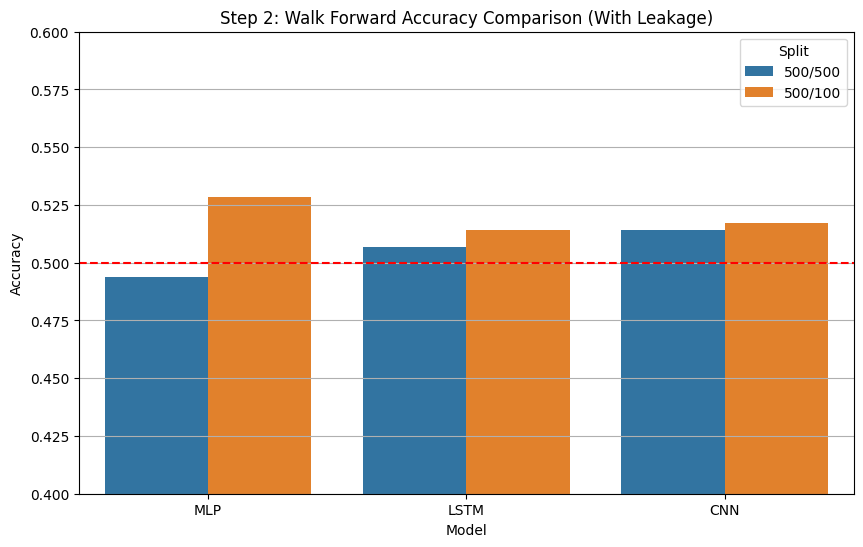 Step 2: Walk Forward Accuracy Comparison (With Leakage)
Split
500/500
500/100
0.600
0.575
0.550
0.525
0.500
0.475
0.450
0.425
0.400
Accuracy
MLP
LSTM
CNN
Model